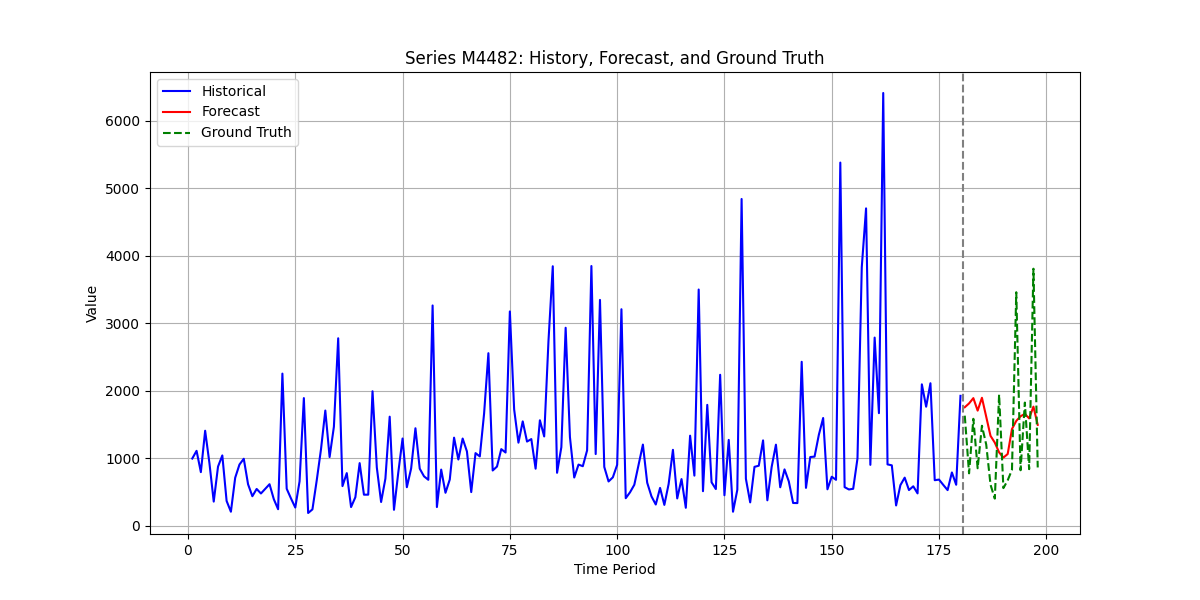 Series M4482: History, Forecast, and Ground Truth
Historical
Forecast
Ground Truth
6000
5000
4000
3000
2000
1000
0
Value
0 25 50 75 100 125 150 175 200
Time Period